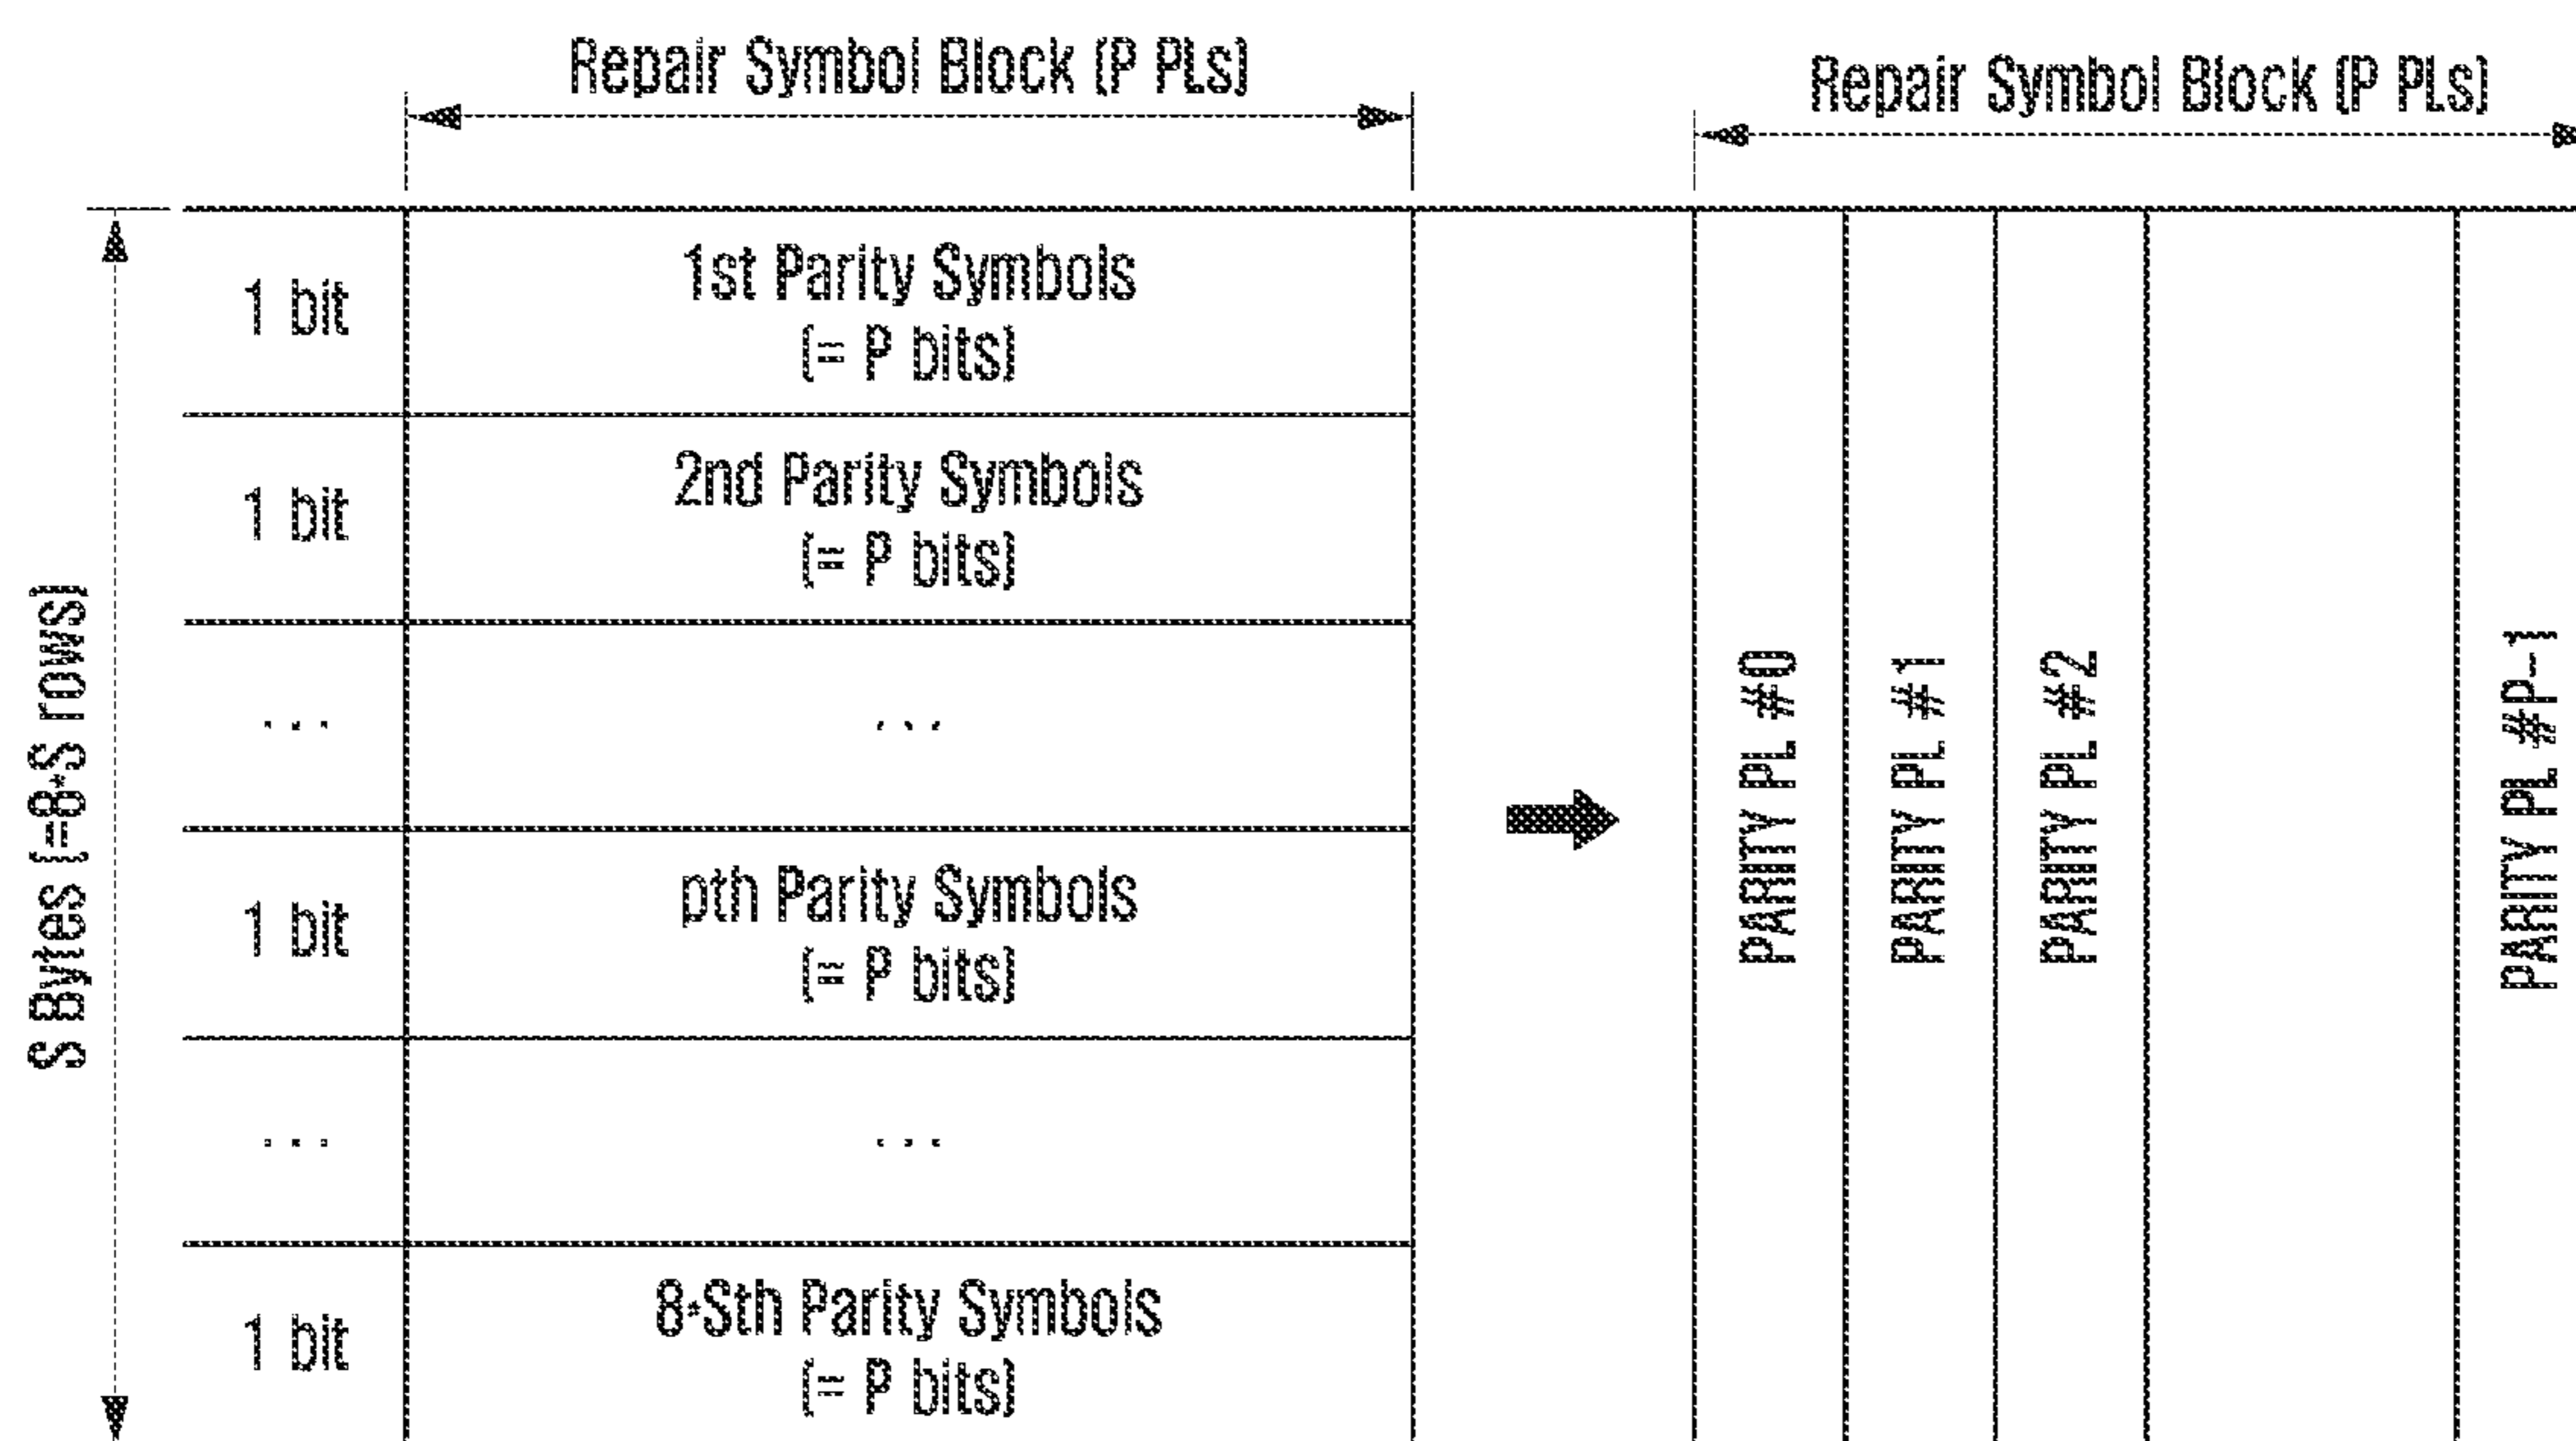 Repair Symbol Block (P PLs)
Repair Symbol Block (P PLs)
S Bytes (=8*S rows)
1 bit
1st Parity Symbols
(= P bits)
1 bit
2nd Parity Symbols
(= P bits)
...
...
1 bit
pth Parity Symbols
(= P bits)
...
...
1 bit
8*Sth Parity Symbols
(= P bits)
PARITY PL #0
PARITY PL #1
PARITY PL #2
PARITY PL #P-1